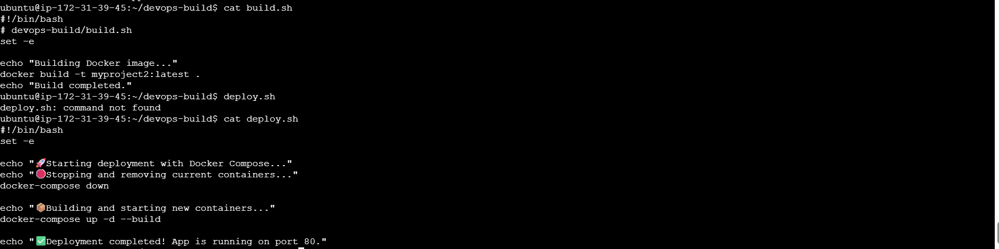 ubuntu@ip-172-31-39-45:~/devops-build$ cat build.sh
#!/bin/bash
# devops-build/build.sh
set -e
echo "Building Docker image..."
docker build -t myproject2:latest .
echo "Build completed."
ubuntu@ip-172-31-39-45:~/devops-build$ deploy.sh
deploy.sh: command not found
ubuntu@ip-172-31-39-45:~/devops-build$ cat deploy.sh
#!/bin/bash
set -e
echo "🚀Starting deployment with Docker Compose..."
echo "🛑Stopping and removing current containers..."
docker-compose down
echo "📦Building and starting new containers..."
docker-compose up -d --build
echo "✅Deployment completed! App is running on port 80."